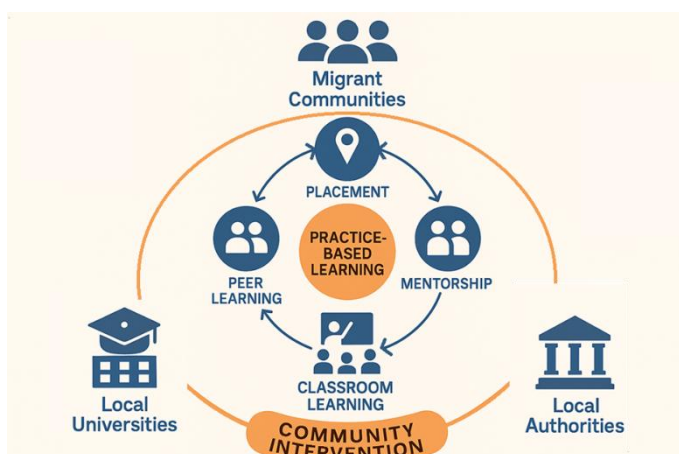 Migrant
Communities
PLACEMENT
PRACTICE-
BASED
LEARNING
PEER
LEARNING
MENTORSHIP
CLASSROOM
LEARNING
Local
Universities
Local
Authorities
COMMUNITY
INTERVENTION